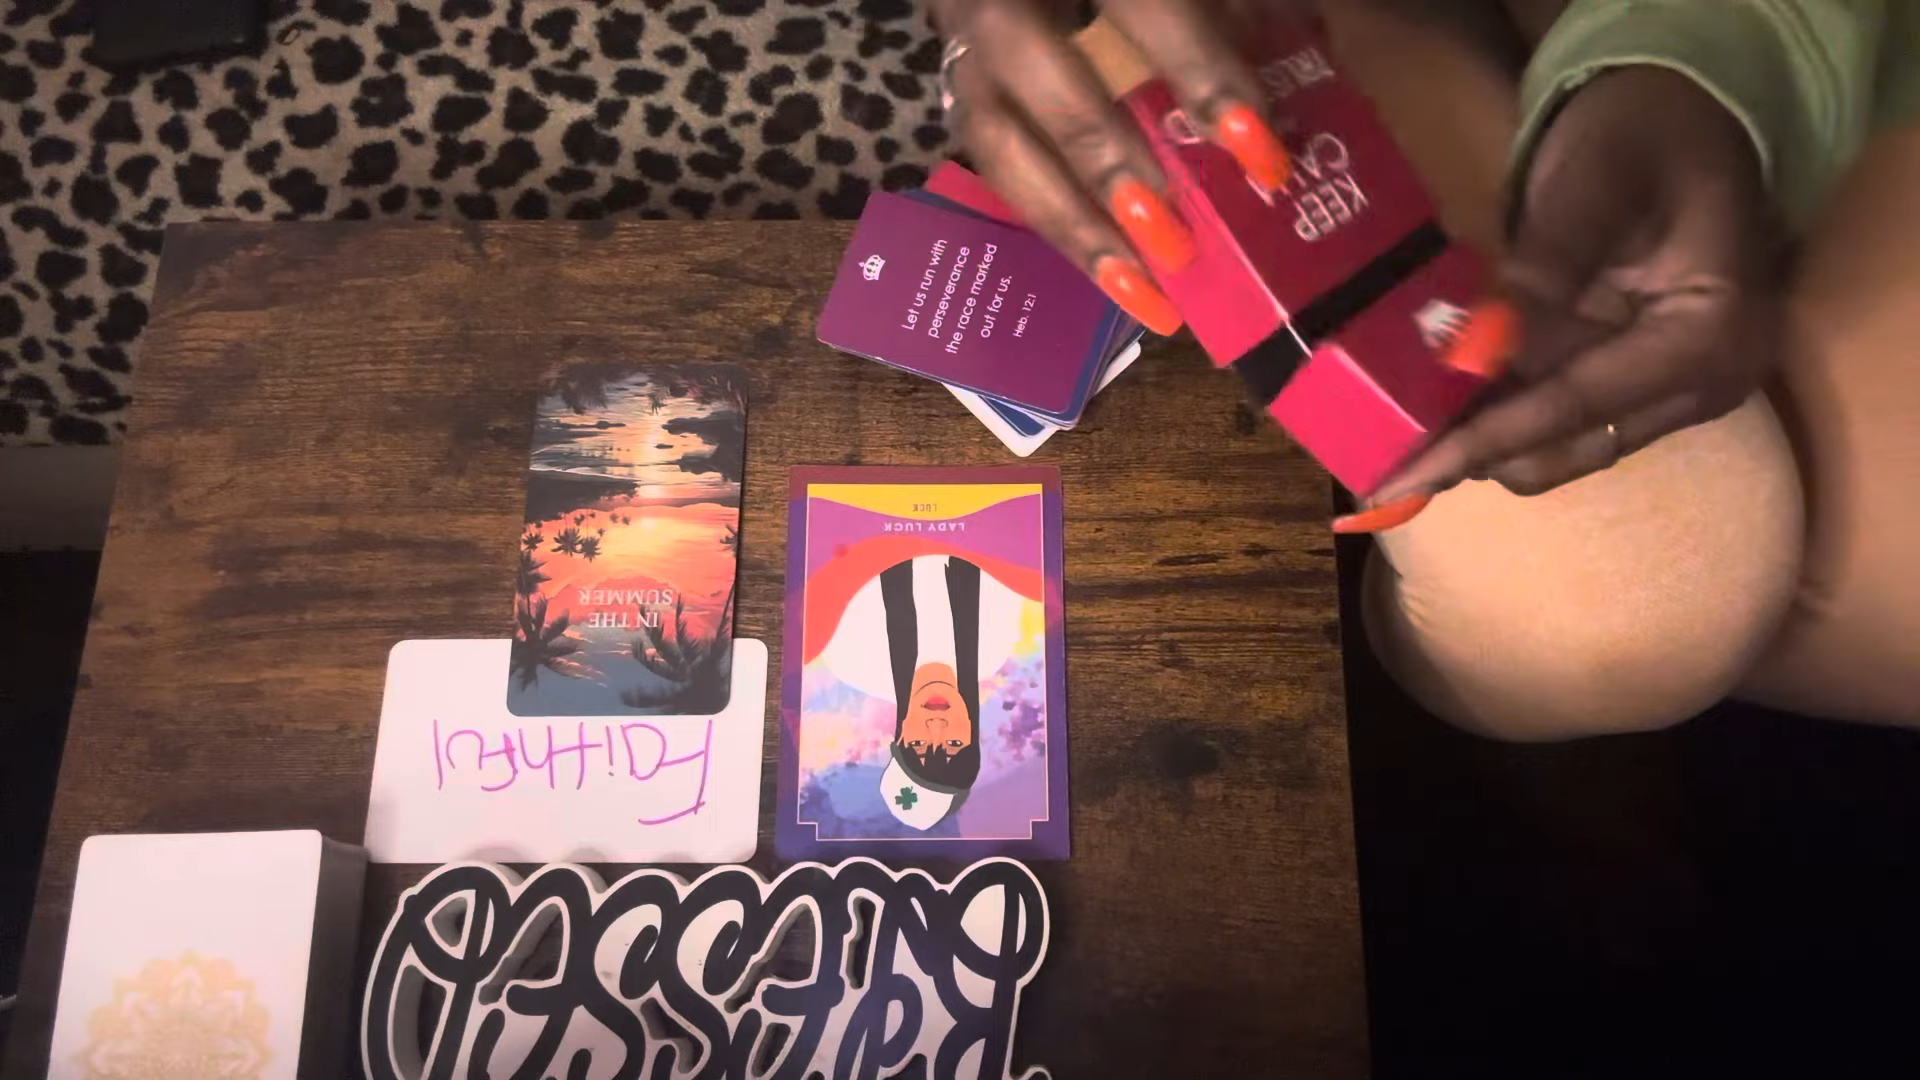 KEEP
CALM
TRUST
Let us run with
perseverance
the race marked
out for us.
Heb. 12:1
LUCK
LADY LUCK
IN THE
SUMMER
Faithful
Blessed